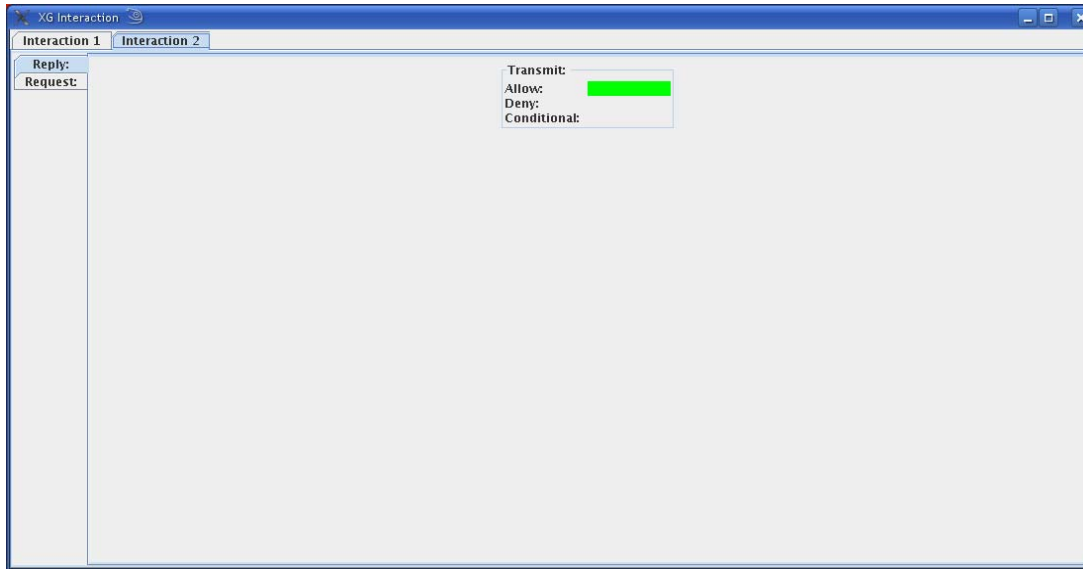 XG Interaction
Interaction 1
Interaction 2
Reply:
Request:
Transmit:
Allow:
Deny:
Conditional: